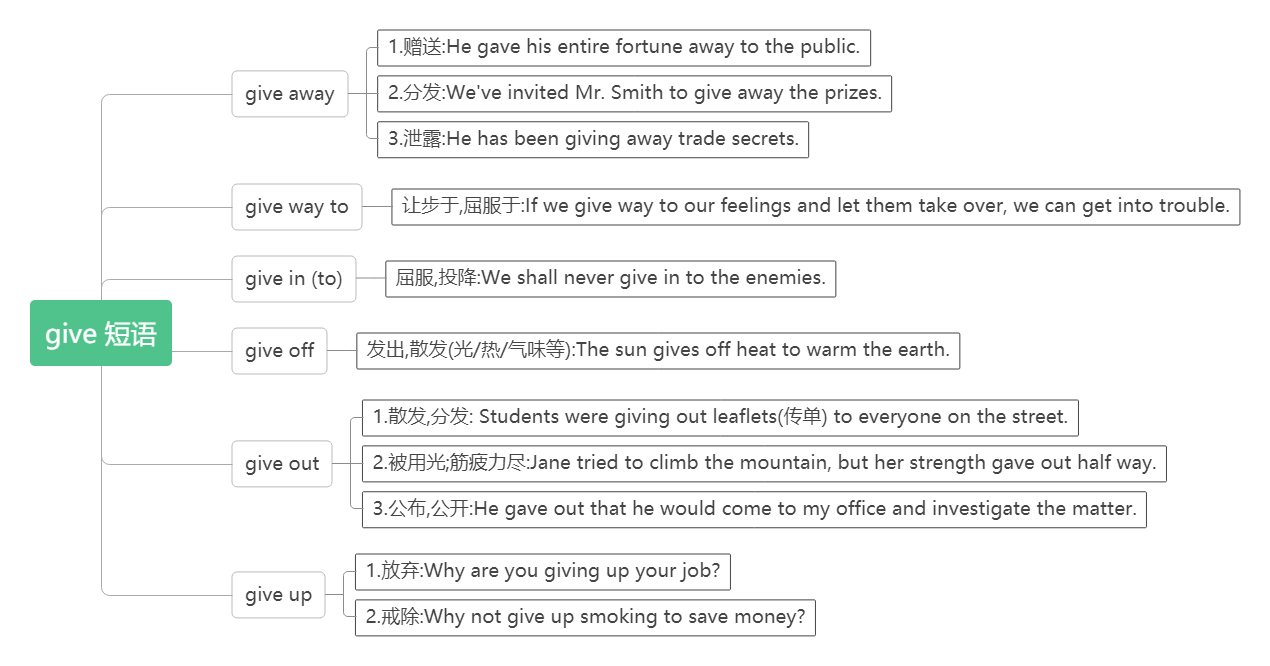 give 短语
give away
1.赠送:He gave his entire fortune away to the public.
2.分发:We've invited Mr. Smith to give away the prizes.
3.泄露:He has been giving away trade secrets.
give way to
让步于,屈服于:If we give way to our feelings and let them take over, we can get into trouble.
give in (to)
屈服,投降:We shall never give in to the enemies.
give off
发出,散发(光/热/气味等):The sun gives off heat to warm the earth.
give out
1.散发,分发: Students were giving out leaflets(传单) to everyone on the street.
2.被用光;筋疲力尽:Jane tried to climb the mountain, but her strength gave out half way.
3.公布,公开:He gave out that he would come to my office and investigate the matter.
give up
1.放弃:Why are you giving up your job?
2.戒除:Why not give up smoking to save money?